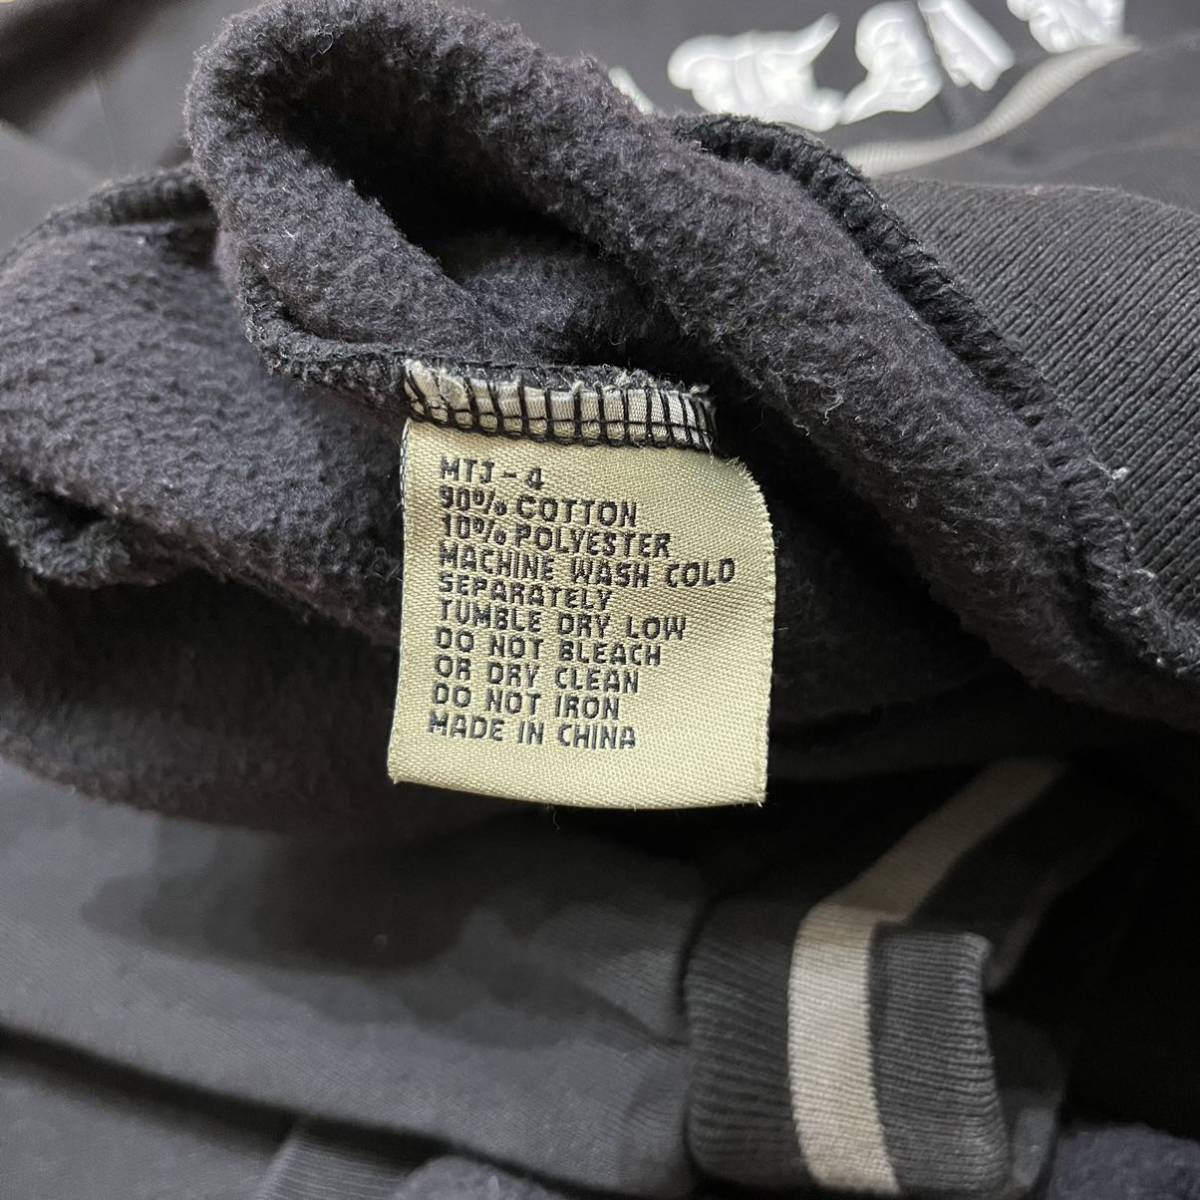 MTJ-4
90% COTTON
10% POLYESTER
MACHINE WASH COLD
SEPARATELY
TUMBLE DRY LOW
DO NOT BLEACH
OR DRY CLEAN
DO NOT IRON
MADE IN CHINA